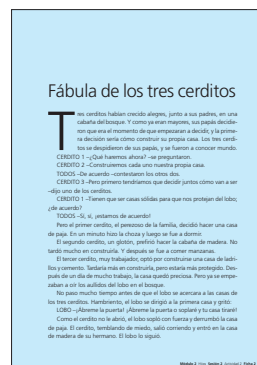 Fábula de los tres cerditos
Tres cerditos habían crecido alegres, junto a sus padres, en una
cabaña del bosque. Y como ya eran mayores, sus papás decidie-
ron que era el momento de que empezaran a decidir, y la prime-
ra decisión sería cómo construir su propia casa. Los tres cerdi-
tos se despidieron de sus papás, y se fueron a conocer mundo.
CERDITO 1 –¿Qué haremos ahora? –se preguntaron.
CERDITO 2 –Construiremos cada uno nuestra propia casa.
TODOS –De acuerdo –contestaron los otros dos.
CERDITO 3 –Pero primero tendríamos que decidir juntos cómo van a ser
–dijo uno de los cerditos.
CERDITO 1 –Tienen que ser casas sólidas para que nos protejan del lobo;
¿de acuerdo?
TODOS –Sí, sí, ¡estamos de acuerdo!
Pero el primer cerdito, el perezoso de la familia, decidió hacer una casa
de paja. En un minuto hizo la choza y luego se fue a dormir.
El segundo cerdito, un glotón, prefirió hacer la cabaña de madera. No
tardó mucho en construirla. Y después se fue a comer manzanas.
El tercer cerdito, muy trabajador, optó por construirse una casa de ladri-
llos y cemento. Tardaría más en construirla, pero estaría más protegido. Des-
pués de un día de mucho trabajo, la casa quedó preciosa. Pero ya se empe-
zaban a oír los aullidos del lobo en el bosque.
No paso mucho tiempo antes de que el lobo se acercara a las casas de
los tres cerditos. Hambriento, el lobo se dirigió a la primera casa y gritó:
LOBO –¡Ábreme la puerta! ¡Ábreme la puerta o soplaré y tu casa tiraré!
Como el cerdito no le abrió, el lobo sopló con fuerza y derrumbó la casa
de paja. El cerdito, temblando de miedo, salió corriendo y entró en la casa
de madera de su hermano. El lobo lo siguió.
Módulo 2 Sesión 2 Actividad 2 Ficha 2